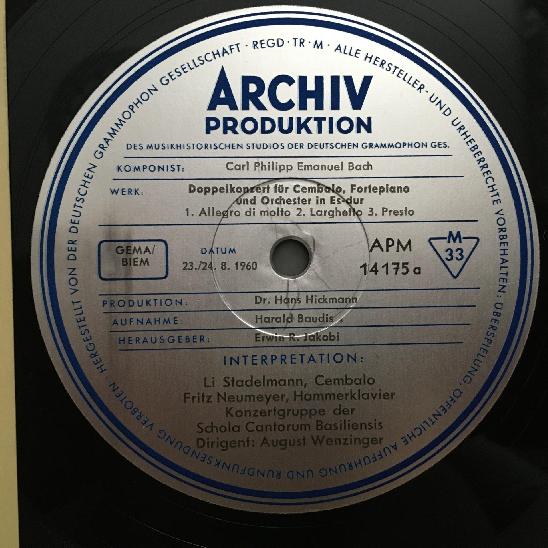 HERGESTELLT VON DER DEUTSCHEN GRAMMOPHON GESELLSCHAFT · REGD · TR · M · ALLE HERSTELLER- UND URHEBERRECHTE VORBEHALTEN: ÜBERSPIELUNG, ÖFFENTLICHE AUFFÜHRUNG UND RUNDFUNKSENDUNG VERBOTEN ·
ARCHIV
PRODUKTION
DES MUSIKHISTORISCHEN STUDIOS DER DEUTSCHEN GRAMMOPHON GES.
KOMPONIST: Carl Philipp Emanuel Bach
WERK: Doppelkonzert für Cembalo, Fortepiano
und Orchester in Es-dur
1. Allegro di molto 2. Larghetto 3. Presto
GEMA/
BIEM
DATUM
23./24. 8. 1960
APM
14175 a
M
33
PRODUKTION: Dr. Hans Hickmann
AUFNAHME: Harald Baudis
HERAUSGEBER: Erwin R. Jakobi
INTERPRETATION:
Li Stadelmann, Cembalo
Fritz Neumeyer, Hammerklavier
Konzertgruppe der
Schola Cantorum Basiliensis
Dirigent: August Wenzinger